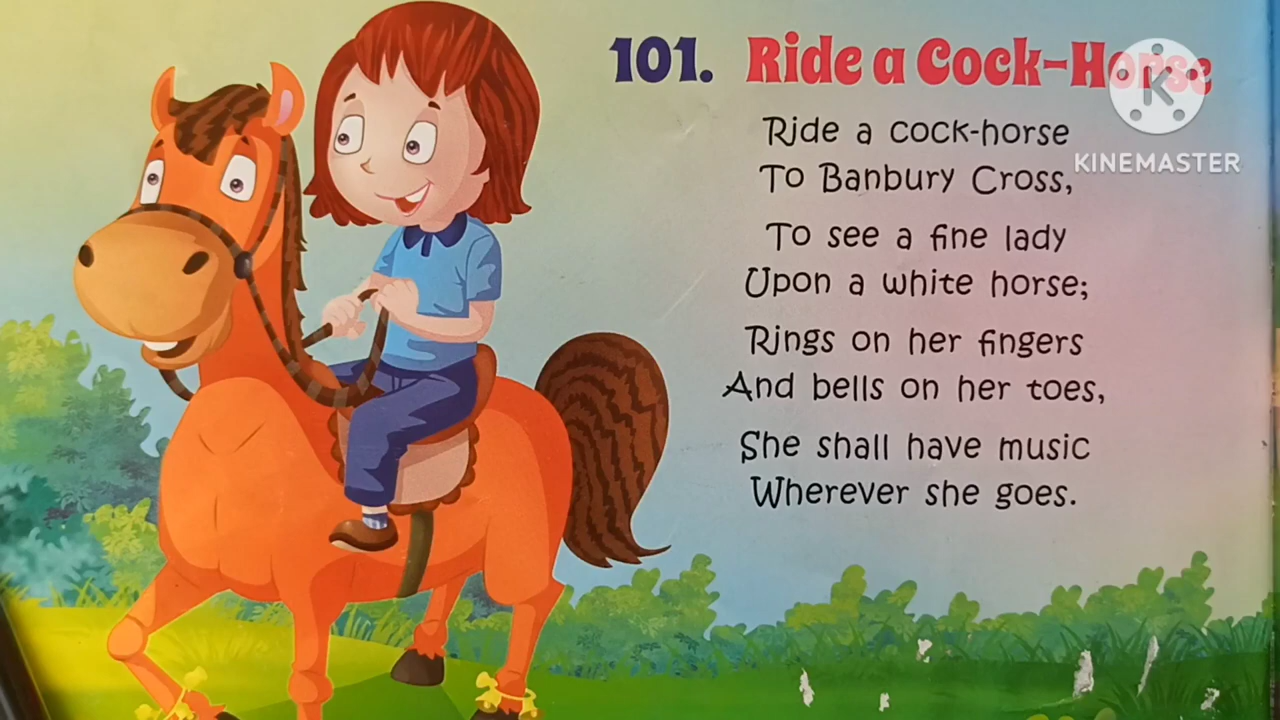 101. Ride a Cock-Horse
K
KINEMASTER
Ride a cock-horse
To Banbury Cross,
To see a fine lady
Upon a white horse;
Rings on her fingers
And bells on her toes,
She shall have music
Wherever she goes.